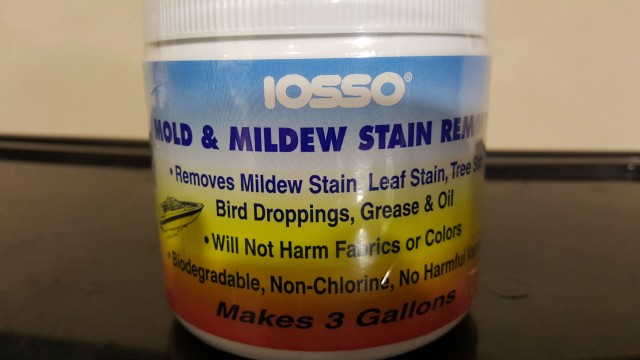 IOSSO®
MOLD & MILDEW STAIN
• Removes Mildew Stain, Leaf Stain, Tree
Bird Droppings, Grease & Oil
• Will Not Harm Fabrics or Colors
• Biodegradable, Non-Chlorine, No Harmful
Makes 3 Gallons